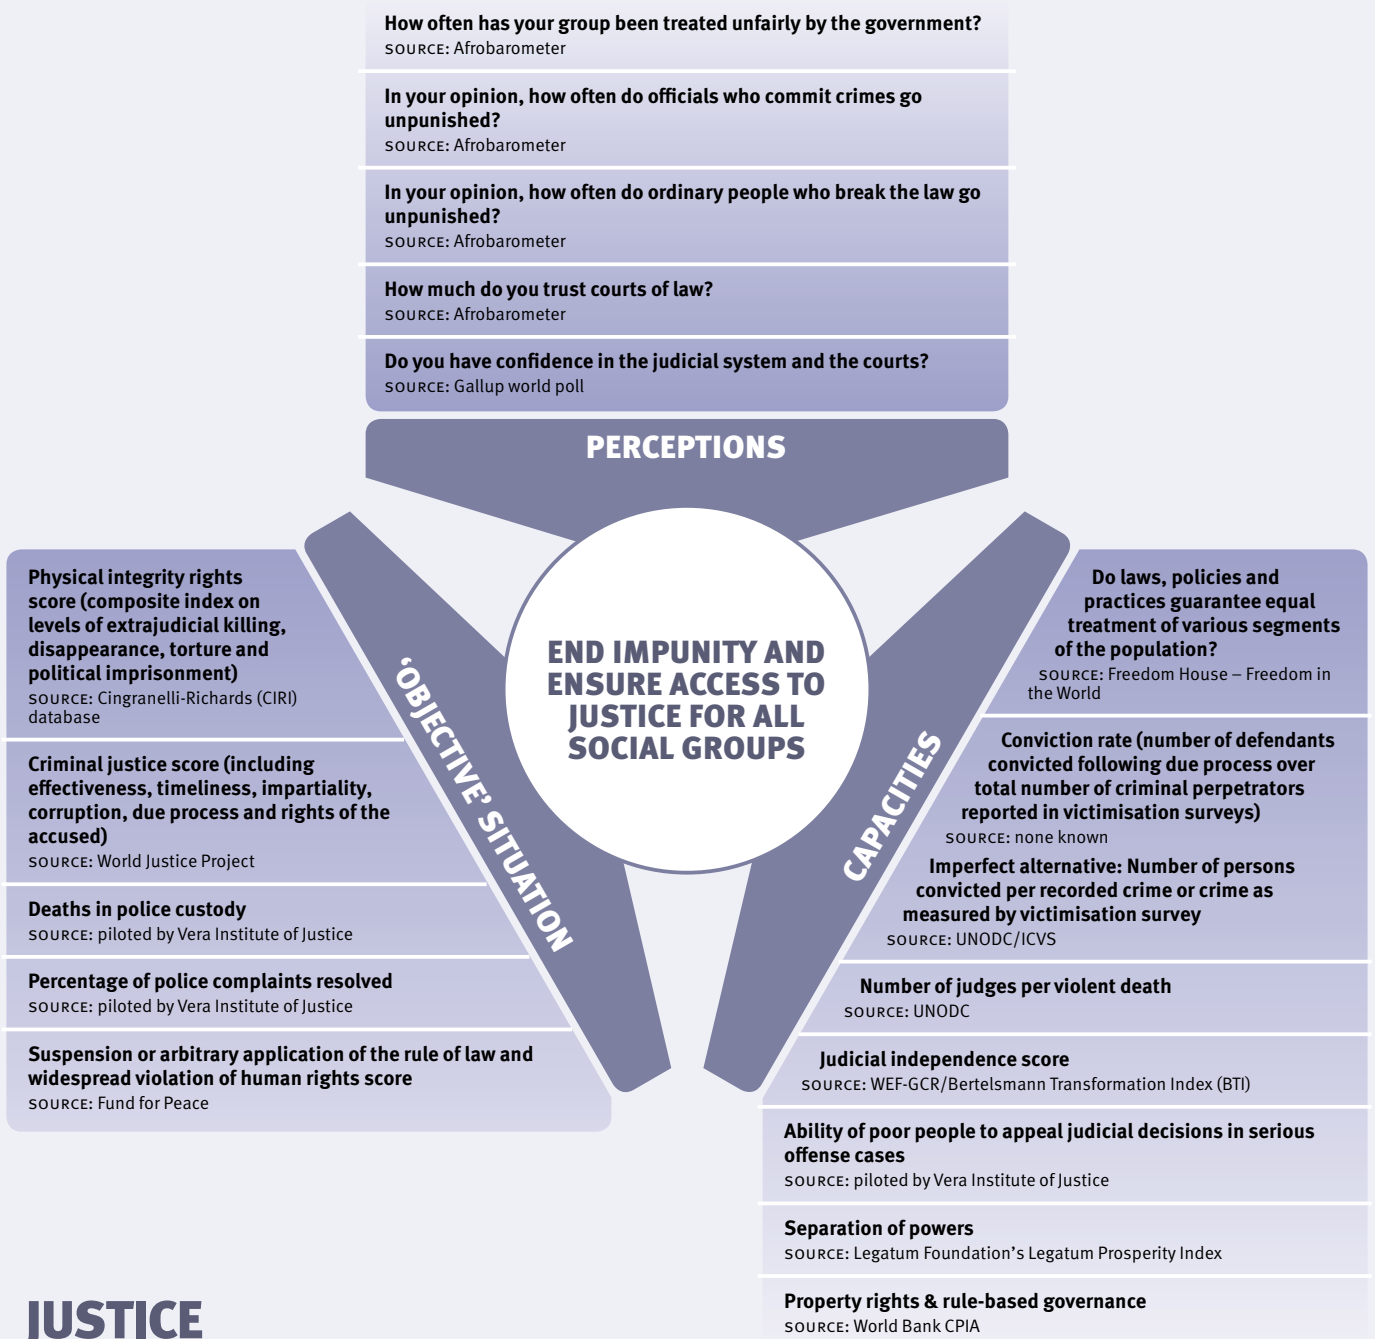 How often has your group been treated unfairly by the government?
SOURCE: Afrobarometer
In your opinion, how often do officials who commit crimes go
unpunished?
SOURCE: Afrobarometer
In your opinion, how often do ordinary people who break the law go
unpunished?
SOURCE: Afrobarometer
How much do you trust courts of law?
SOURCE: Afrobarometer
Do you have confidence in the judicial system and the courts?
SOURCE: Gallup world poll
PERCEPTIONS
END IMPUNITY AND
ENSURE ACCESS TO
JUSTICE FOR ALL
SOCIAL GROUPS
‘OBJECTIVE’ SITUATION
Physical integrity rights
score (composite index on
levels of extrajudicial killing,
disappearance, torture and
political imprisonment)
SOURCE: Cingranelli-Richards (CIRI)
database
Criminal justice score (including
effectiveness, timeliness, impartiality,
corruption, due process and rights of the
accused)
SOURCE: World Justice Project
Deaths in police custody
SOURCE: piloted by Vera Institute of Justice
Percentage of police complaints resolved
SOURCE: piloted by Vera Institute of Justice
Suspension or arbitrary application of the rule of law and
widespread violation of human rights score
SOURCE: Fund for Peace
CAPACITIES
Do laws, policies and
practices guarantee equal
treatment of various segments
of the population?
SOURCE: Freedom House – Freedom in
the World
Conviction rate (number of defendants
convicted following due process over
total number of criminal perpetrators
reported in victimisation surveys)
SOURCE: none known
Imperfect alternative: Number of persons
convicted per recorded crime or crime as
measured by victimisation survey
SOURCE: UNODC/ICVS
Number of judges per violent death
SOURCE: UNODC
Judicial independence score
SOURCE: WEF-GCR/Bertelsmann Transformation Index (BTI)
Ability of poor people to appeal judicial decisions in serious
offense cases
SOURCE: piloted by Vera Institute of Justice
Separation of powers
SOURCE: Legatum Foundation’s Legatum Prosperity Index
Property rights & rule-based governance
SOURCE: World Bank CPIA
JUSTICE